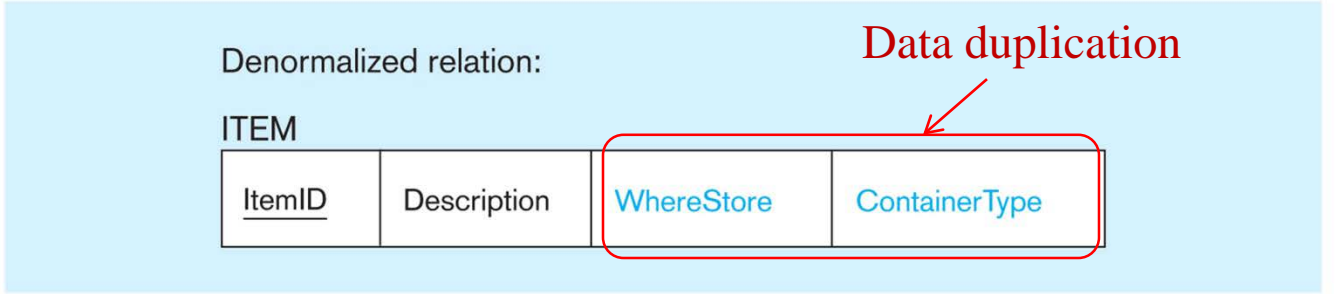 Data duplication
Denormalized relation:
ITEM
ItemID Description WhereStore ContainerType